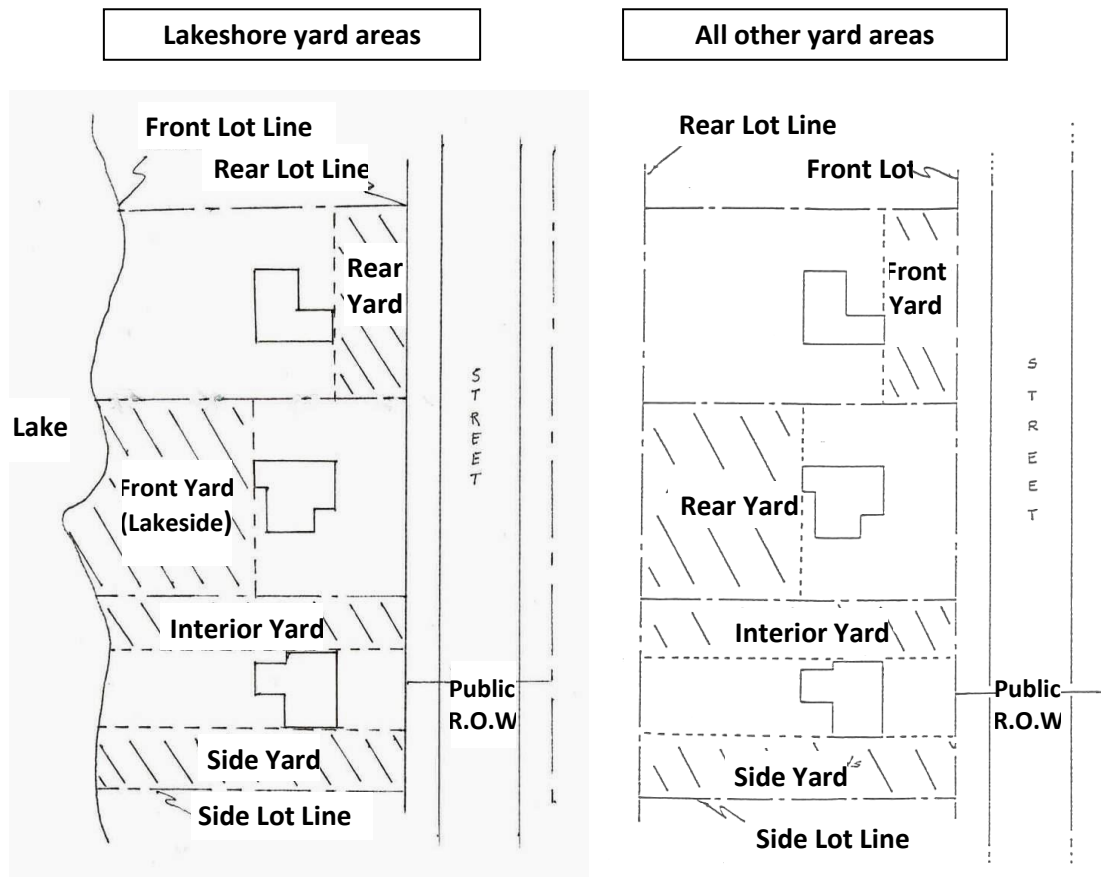 Lakeshore yard areas
All other yard areas
Front Lot Line
Rear Lot Line
Rear
Yard
Lake
Front Yard
(Lakeside)
Interior Yard
Side Yard
Side Lot Line
STREET
Public
R.O.W
Rear Lot Line
Front Lot
Front
Yard
Rear Yard
Interior Yard
Side Yard
Side Lot Line
STREET
Public
R.O.W